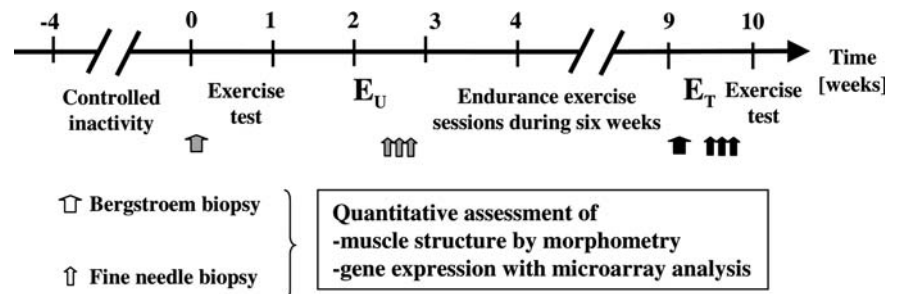 -4 0 1 2 3 4 9 10
Time
[weeks]
Controlled
inactivity
Exercise
test
E_U
Endurance exercise
sessions during six weeks
E_T
Exercise
test
Bergstroem biopsy
Fine needle biopsy
Quantitative assessment of
-muscle structure by morphometry
-gene expression with microarray analysis